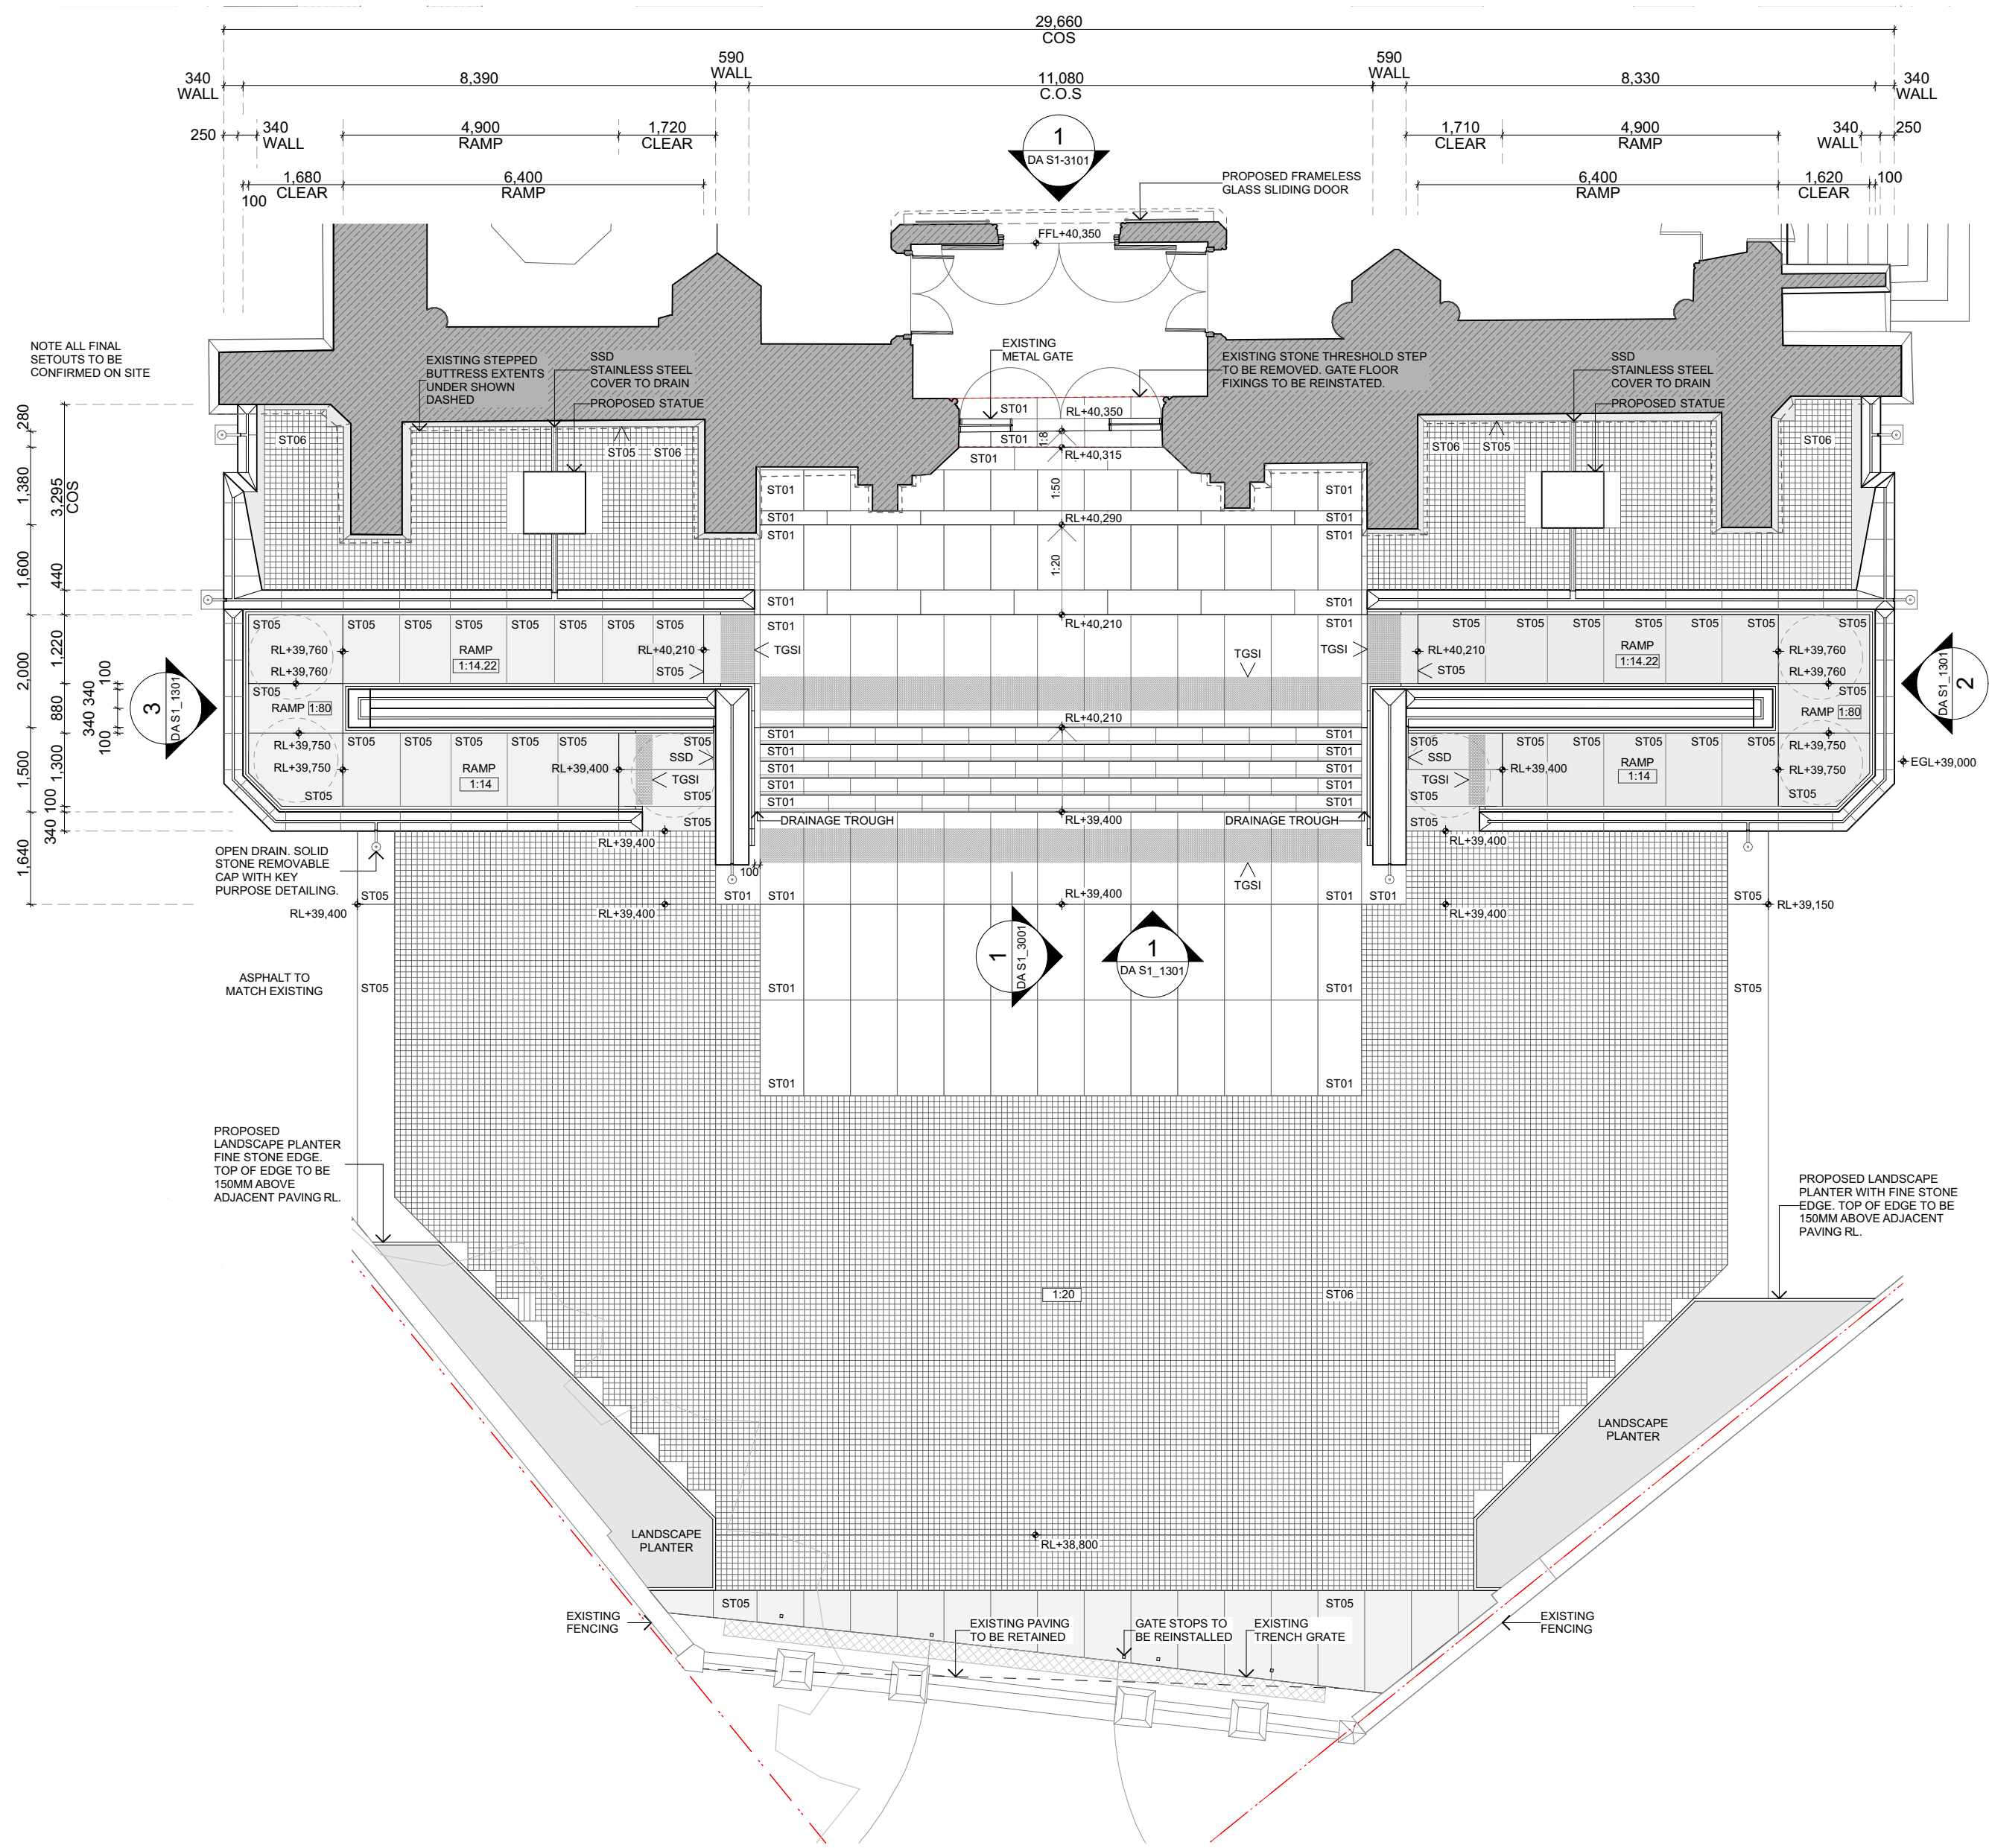 29,660
COS
340
WALL
8,390
590
WALL
11,080
C.O.S
590
WALL
8,330
340
WALL
250
340
WALL
4,900
RAMP
1,720
CLEAR
1,710
CLEAR
4,900
RAMP
340
WALL
250
100
1,680
CLEAR
6,400
RAMP
6,400
RAMP
1,620
CLEAR
100
1
DA S1-3101
PROPOSED FRAMELESS
GLASS SLIDING DOOR
FFL+40,350
NOTE ALL FINAL
SETOUTS TO BE
CONFIRMED ON SITE
EXISTING STEPPED
BUTTRESS EXTENTS
UNDER SHOWN
DASHED
SSD
STAINLESS STEEL
COVER TO DRAIN
PROPOSED STATUE
EXISTING
METAL GATE
EXISTING STONE THRESHOLD STEP
TO BE REMOVED. GATE FLOOR
FIXINGS TO BE REINSTATED.
SSD
STAINLESS STEEL
COVER TO DRAIN
PROPOSED STATUE
280
1,380
1,600
2,000
1,500
1,640
3,295
COS
440
1,220
880
1,300
100
340
100
340
340
100
ST06
ST05
ST06
ST01
RL+40,350
ST01
1:8
ST01
RL+40,315
ST06
ST05
ST06
ST01
1:50
ST01
ST01
RL+40,290
ST01
ST01
ST01
1:20
ST01
ST01
ST01
RL+40,210
ST01
ST05
ST05
ST05
ST05
ST05
ST05
ST05
ST01
ST01
ST05
ST05
ST05
ST05
ST05
ST05
ST05
RL+39,760
RAMP
1:14.22
RL+40,210
TGSI
TGSI
TGSI
RL+40,210
RAMP
1:14.22
RL+39,760
RL+39,760
ST05
ST05
RL+39,760
ST05
RAMP 1:80
ST05
RAMP 1:80
3
DA S1_1301
2
DA S1_1301
RL+40,210
RL+39,750
ST05
ST05
ST05
ST05
ST05
ST05
ST01
ST01
ST05
ST05
ST05
ST05
ST05
ST05
RL+39,750
SSD
ST01
ST01
SSD
RL+39,750
RAMP
1:14
RL+39,400
TGSI
ST01
ST01
TGSI
RL+39,400
RAMP
1:14
RL+39,750
ST05
ST05
ST01
ST01
ST05
ST05
ST01
ST01
EGL+39,000
DRAINAGE TROUGH
RL+39,400
DRAINAGE TROUGH
RL+39,400
RL+39,400
OPEN DRAIN. SOLID
STONE REMOVABLE
CAP WITH KEY
PURPOSE DETAILING.
100
TGSI
ST05
ST01
ST01
RL+39,400
ST01
ST01
ST05
RL+39,400
RL+39,400
RL+39,400
RL+39,150
1
DA S1_3001
1
DA S1_1301
ASPHALT TO
MATCH EXISTING
ST05
ST01
ST01
ST05
ST01
ST01
PROPOSED
LANDSCAPE PLANTER
FINE STONE EDGE.
TOP OF EDGE TO BE
150MM ABOVE
ADJACENT PAVING RL.
PROPOSED LANDSCAPE
PLANTER WITH FINE STONE
EDGE. TOP OF EDGE TO BE
150MM ABOVE ADJACENT
PAVING RL.
1:20
ST06
LANDSCAPE
PLANTER
LANDSCAPE
PLANTER
RL+38,800
ST05
ST05
EXISTING
FENCING
EXISTING PAVING
TO BE RETAINED
GATE STOPS TO
BE REINSTALLED
EXISTING
TRENCH GRATE
EXISTING
FENCING